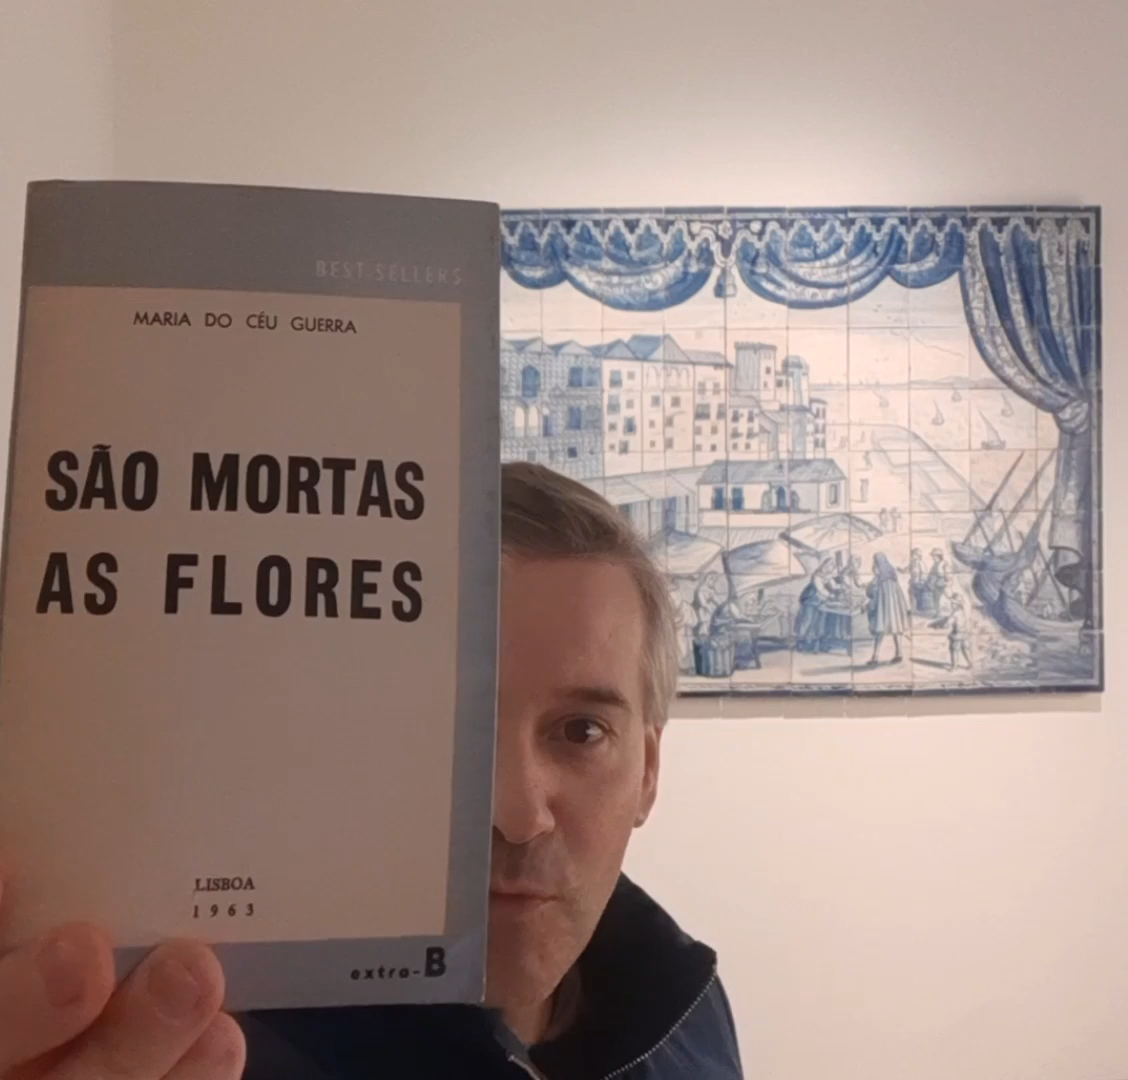 BEST-SELLERS
MARIA DO CÉU GUERRA
SÃO MORTAS
AS FLORES
LISBOA
1963
extra-B